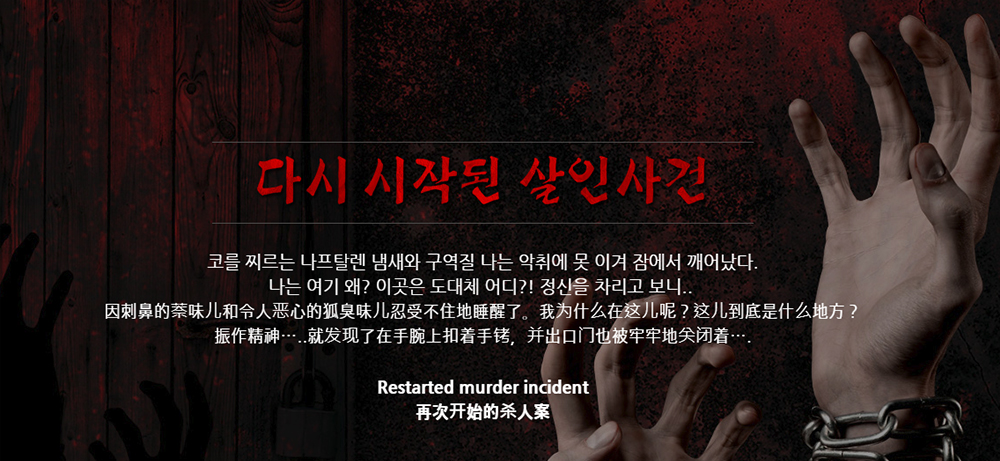 다시 시작된 살인사건
코를 찌르는 나프탈렌 냄새와 구역질 나는 악취에 못 이겨 잠에서 깨어났다.
나는 여기 왜? 이곳은 도대체 어디?! 정신을 차리고 보니..
因刺鼻的萘味儿和令人恶心的狐臭味儿忍受不住地睡醒了。我为什么在这儿呢？这儿到底是什么地方？
振作精神…..就发现了在手腕上扣着手铐，并出口门也被牢牢地关闭着….
Restarted murder incident
再次开始的杀人案